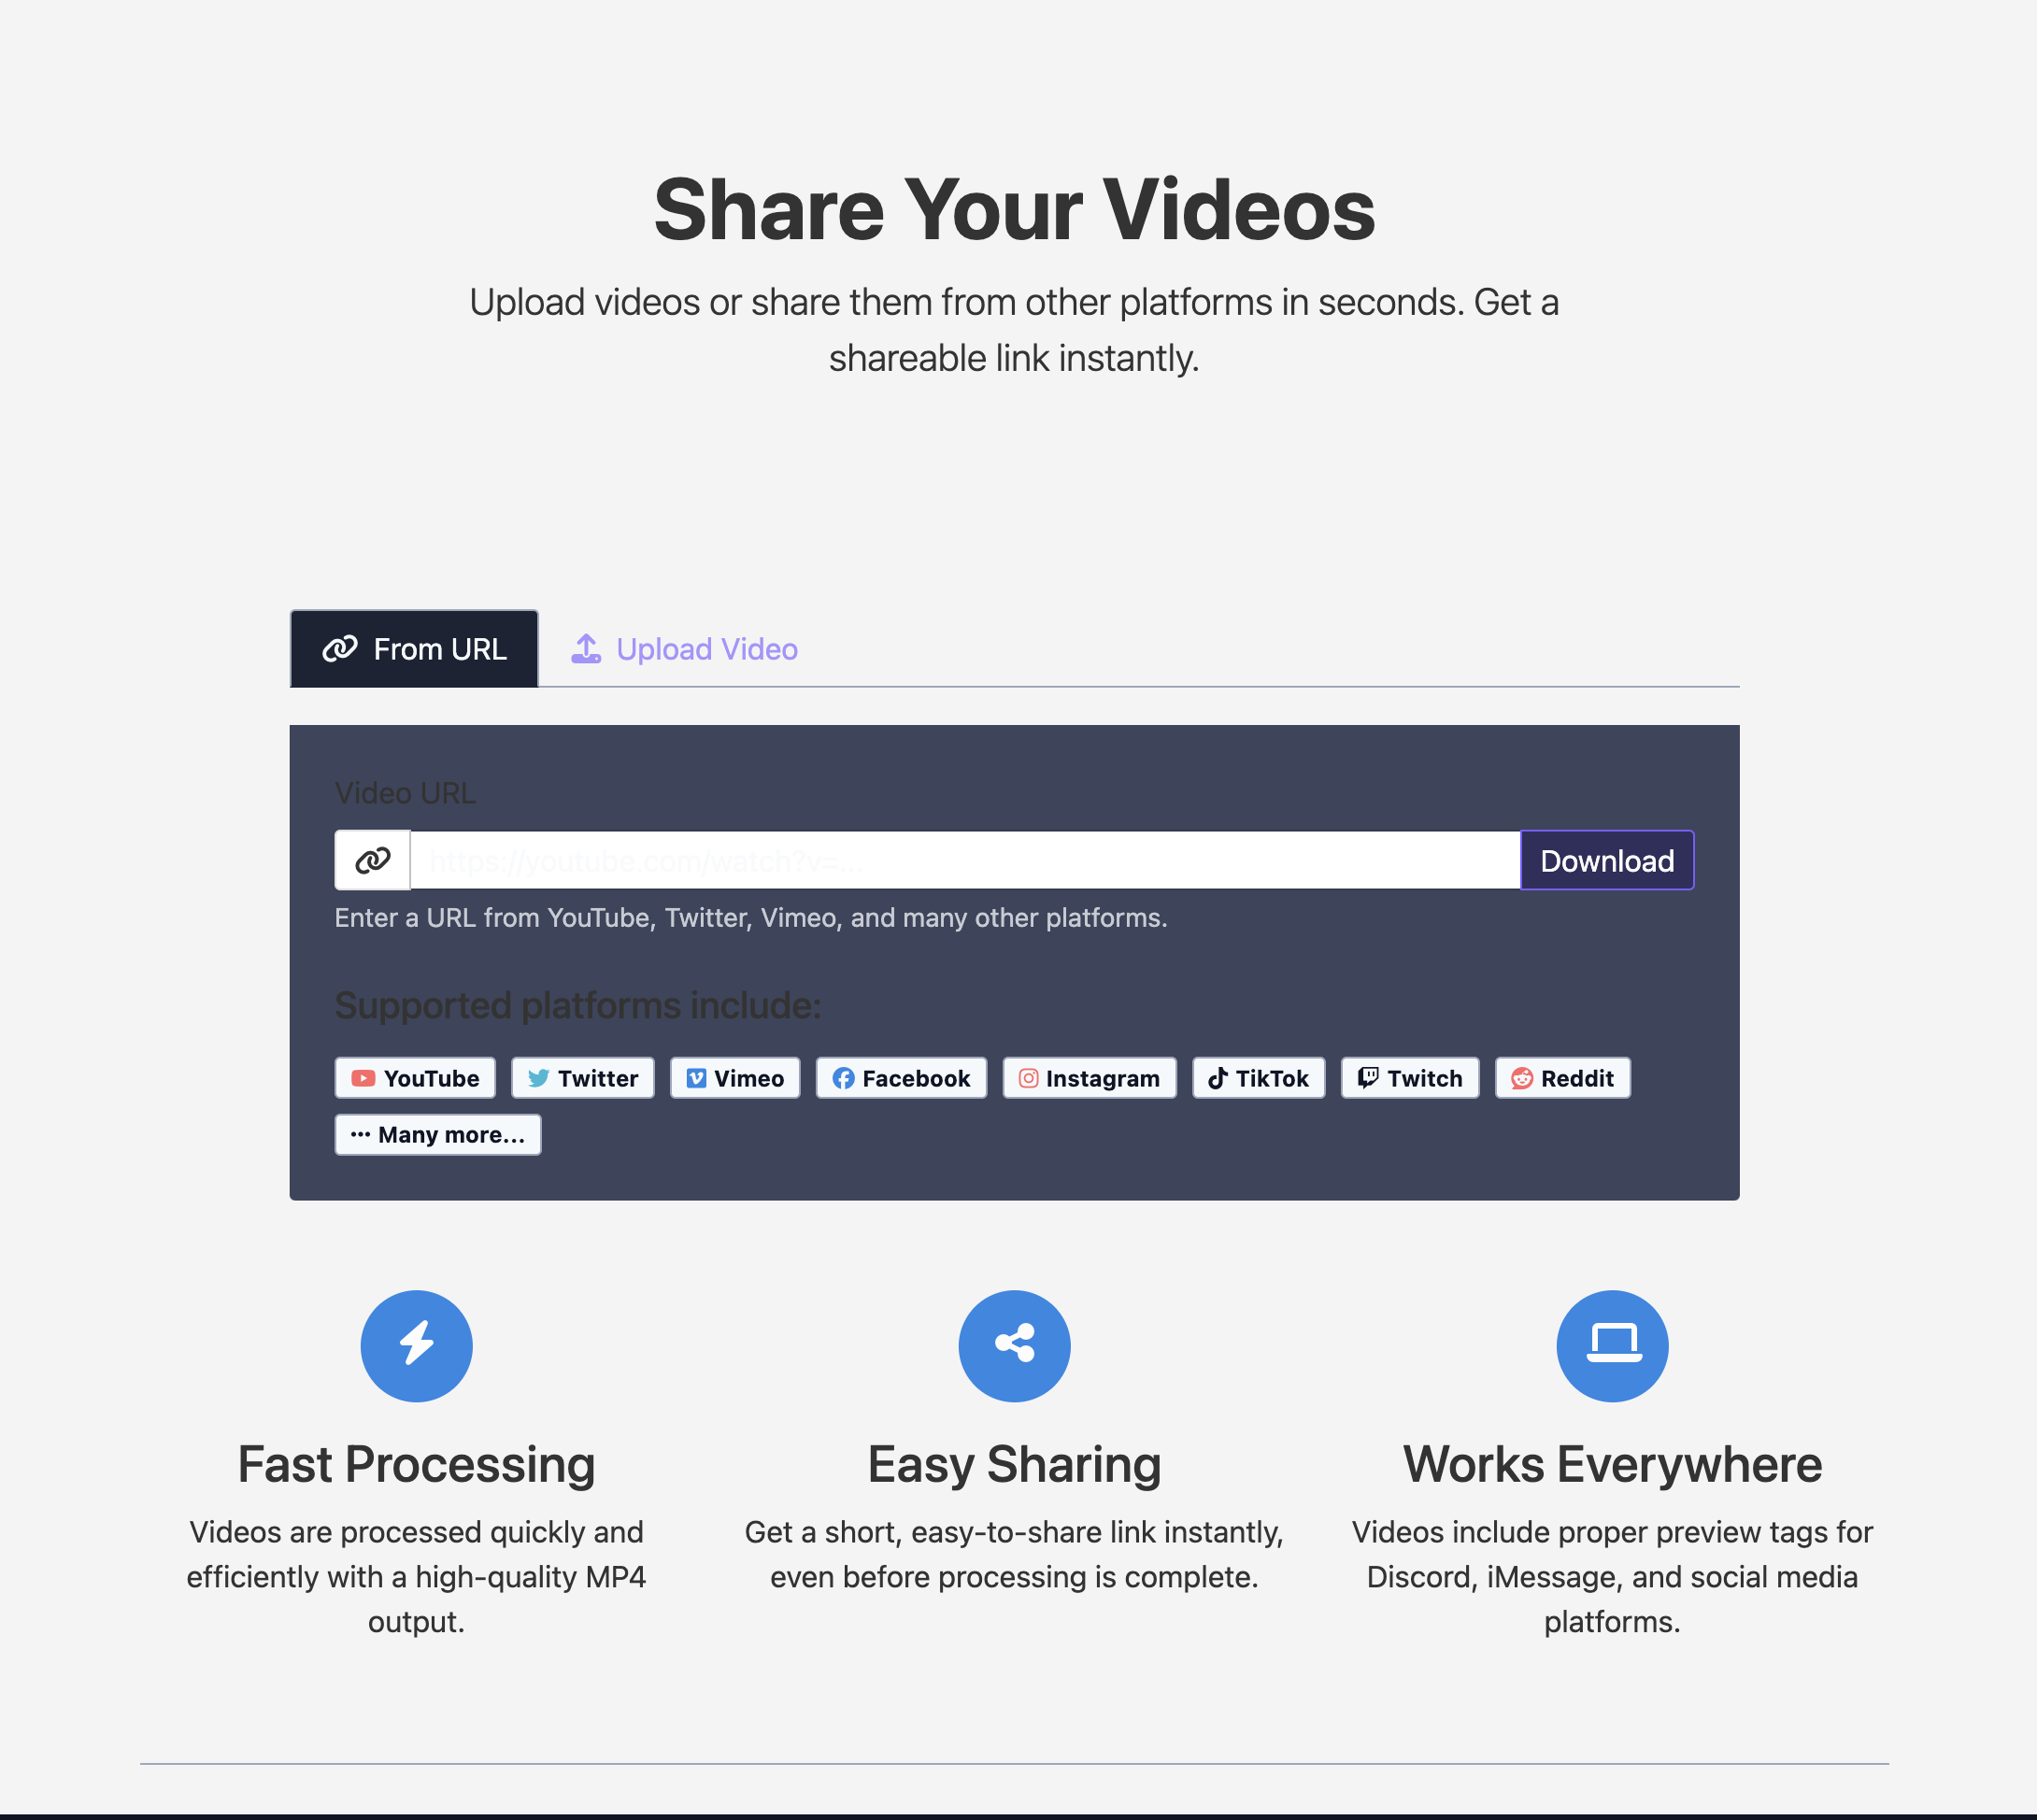 Share Your Videos
Upload videos or share them from other platforms in seconds. Get a
shareable link instantly.
From URL
Upload Video
Video URL
https://youtube.com/watch?v=...
Download
Enter a URL from YouTube, Twitter, Vimeo, and many other platforms.
Supported platforms include:
YouTube Twitter Vimeo Facebook Instagram TikTok Twitch Reddit
Many more...
Fast Processing
Videos are processed quickly and
efficiently with a high-quality MP4
output.
Easy Sharing
Get a short, easy-to-share link instantly,
even before processing is complete.
Works Everywhere
Videos include proper preview tags for
Discord, iMessage, and social media
platforms.